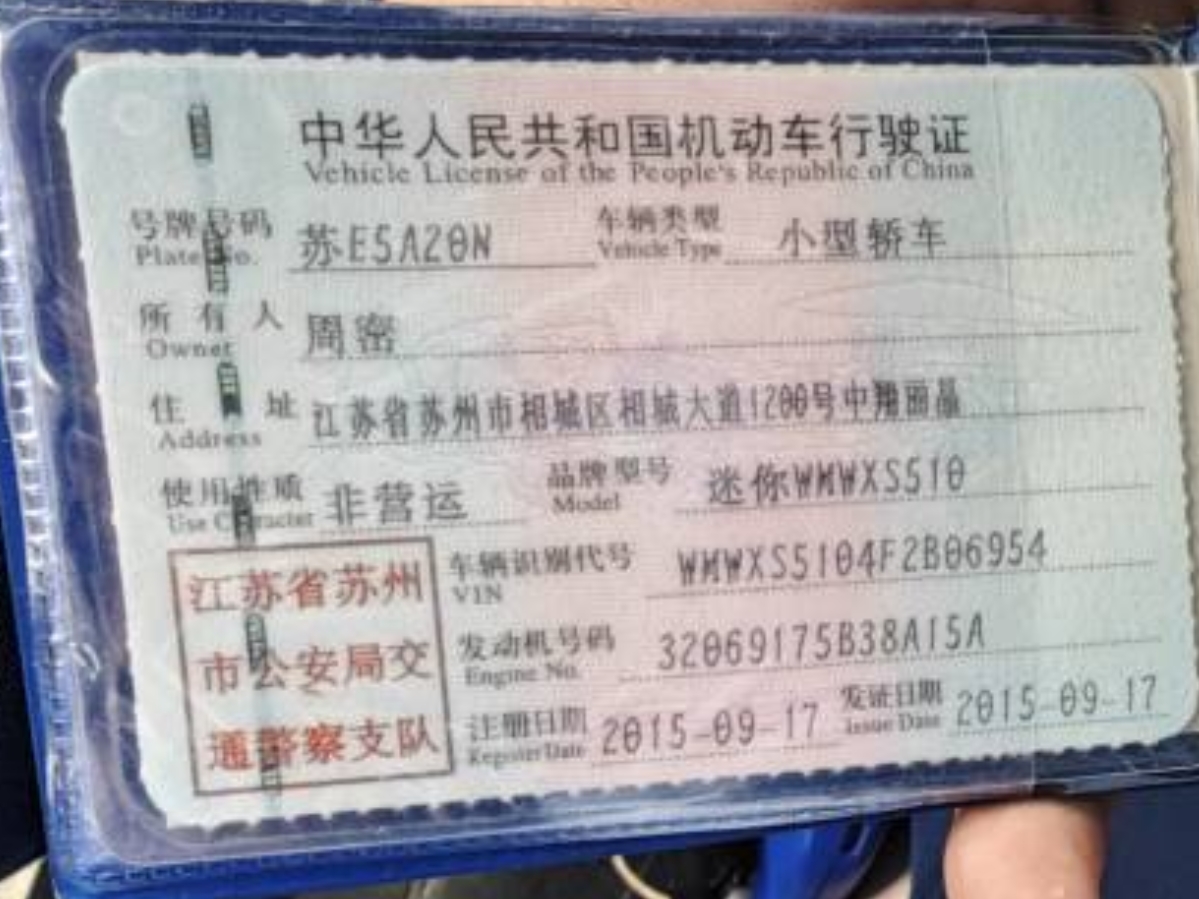 中华人民共和国机动车行驶证
Vehicle License of the People's Republic of China
号牌号码 苏E5A20N 车辆类型 小型轿车
Plate No. Vehicle Type
所有人 周密
Owner
住址 江苏省苏州市相城区相城大道1200号中翔丽晶
Address
使用性质 非营运 品牌型号 迷你WMWXS510
Use Character Model
江苏省苏州 车辆识别代号 WMWXS5104F2B06954
VIN
市公安局交 发动机号码 32069175B38A15A
Engine No.
通警察支队 注册日期 2015-09-17 发证日期 2015-09-17
Register Date Issue Date